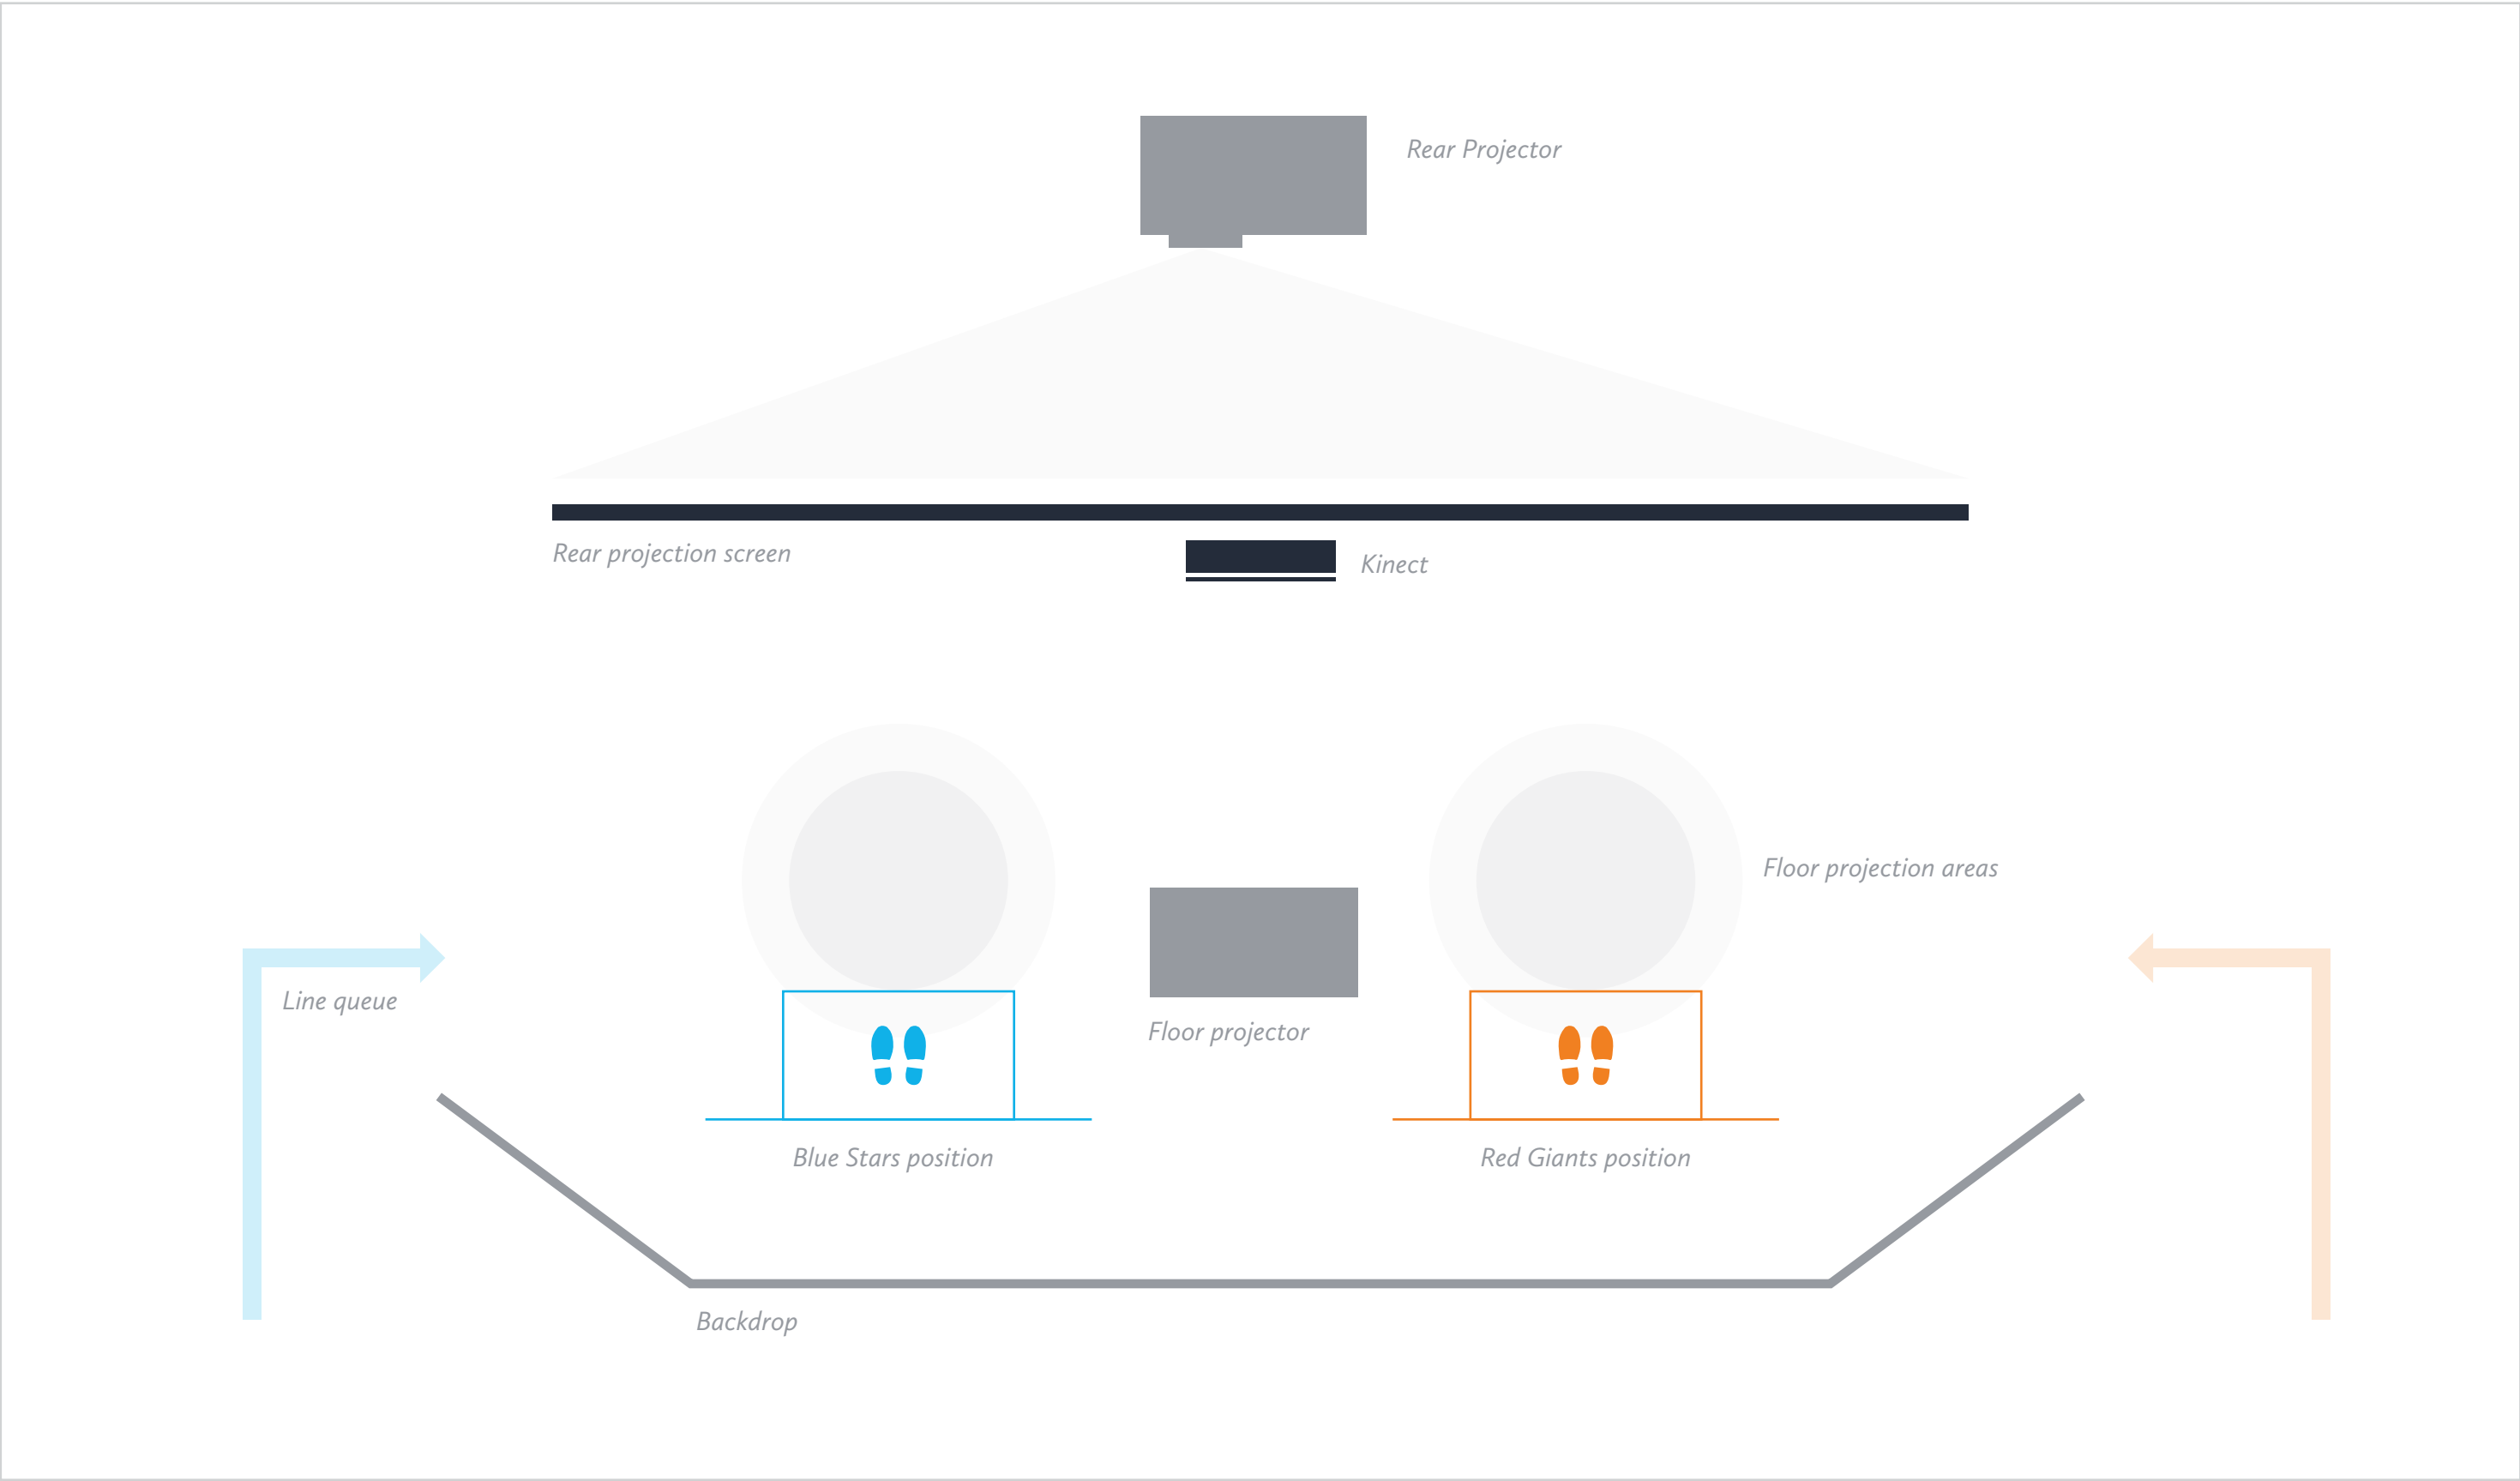 Rear Projector
Rear projection screen
Kinect
Floor projection areas
Line queue
Floor projector
Blue Stars position
Red Giants position
Backdrop